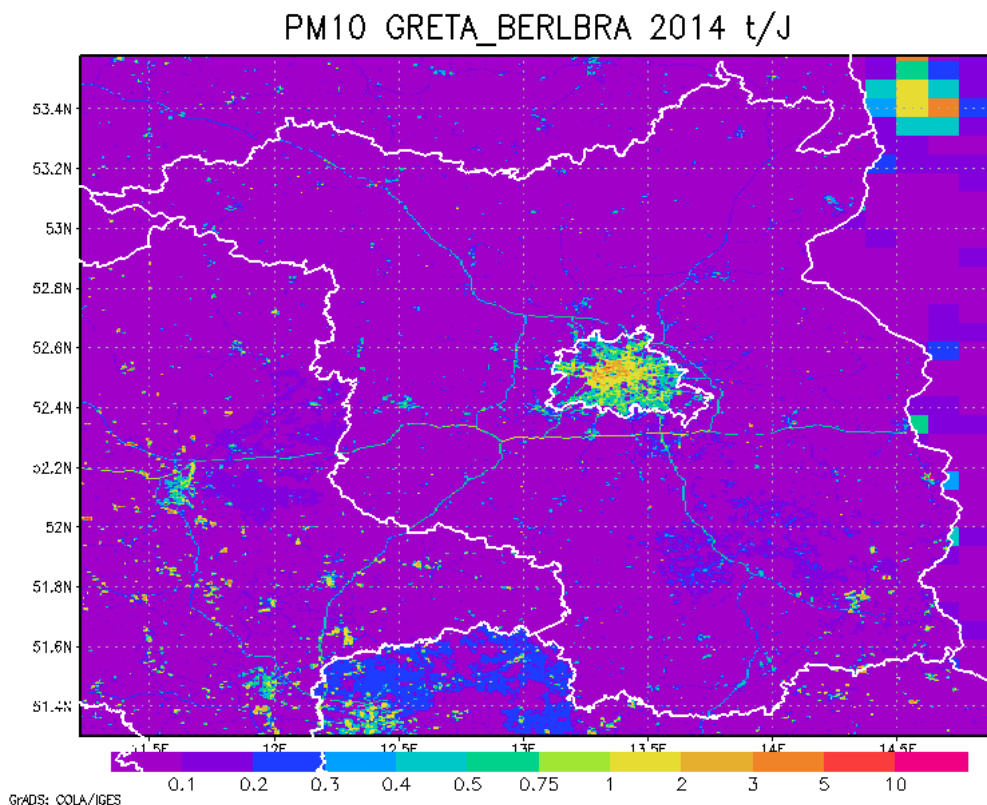 PM10 GRETA_BERLBRA 2014 t/J
53.4N
53.2N
53N
52.8N
52.6N
52.4N
52.2N
52N
51.8N
51.6N
51.4N
11.5E 12E 12.5E 13E 13.5E 14E 14.5E
0.1 0.2 0.3 0.4 0.5 0.75 1 2 3 5 10
GrADS: COLA/IGES